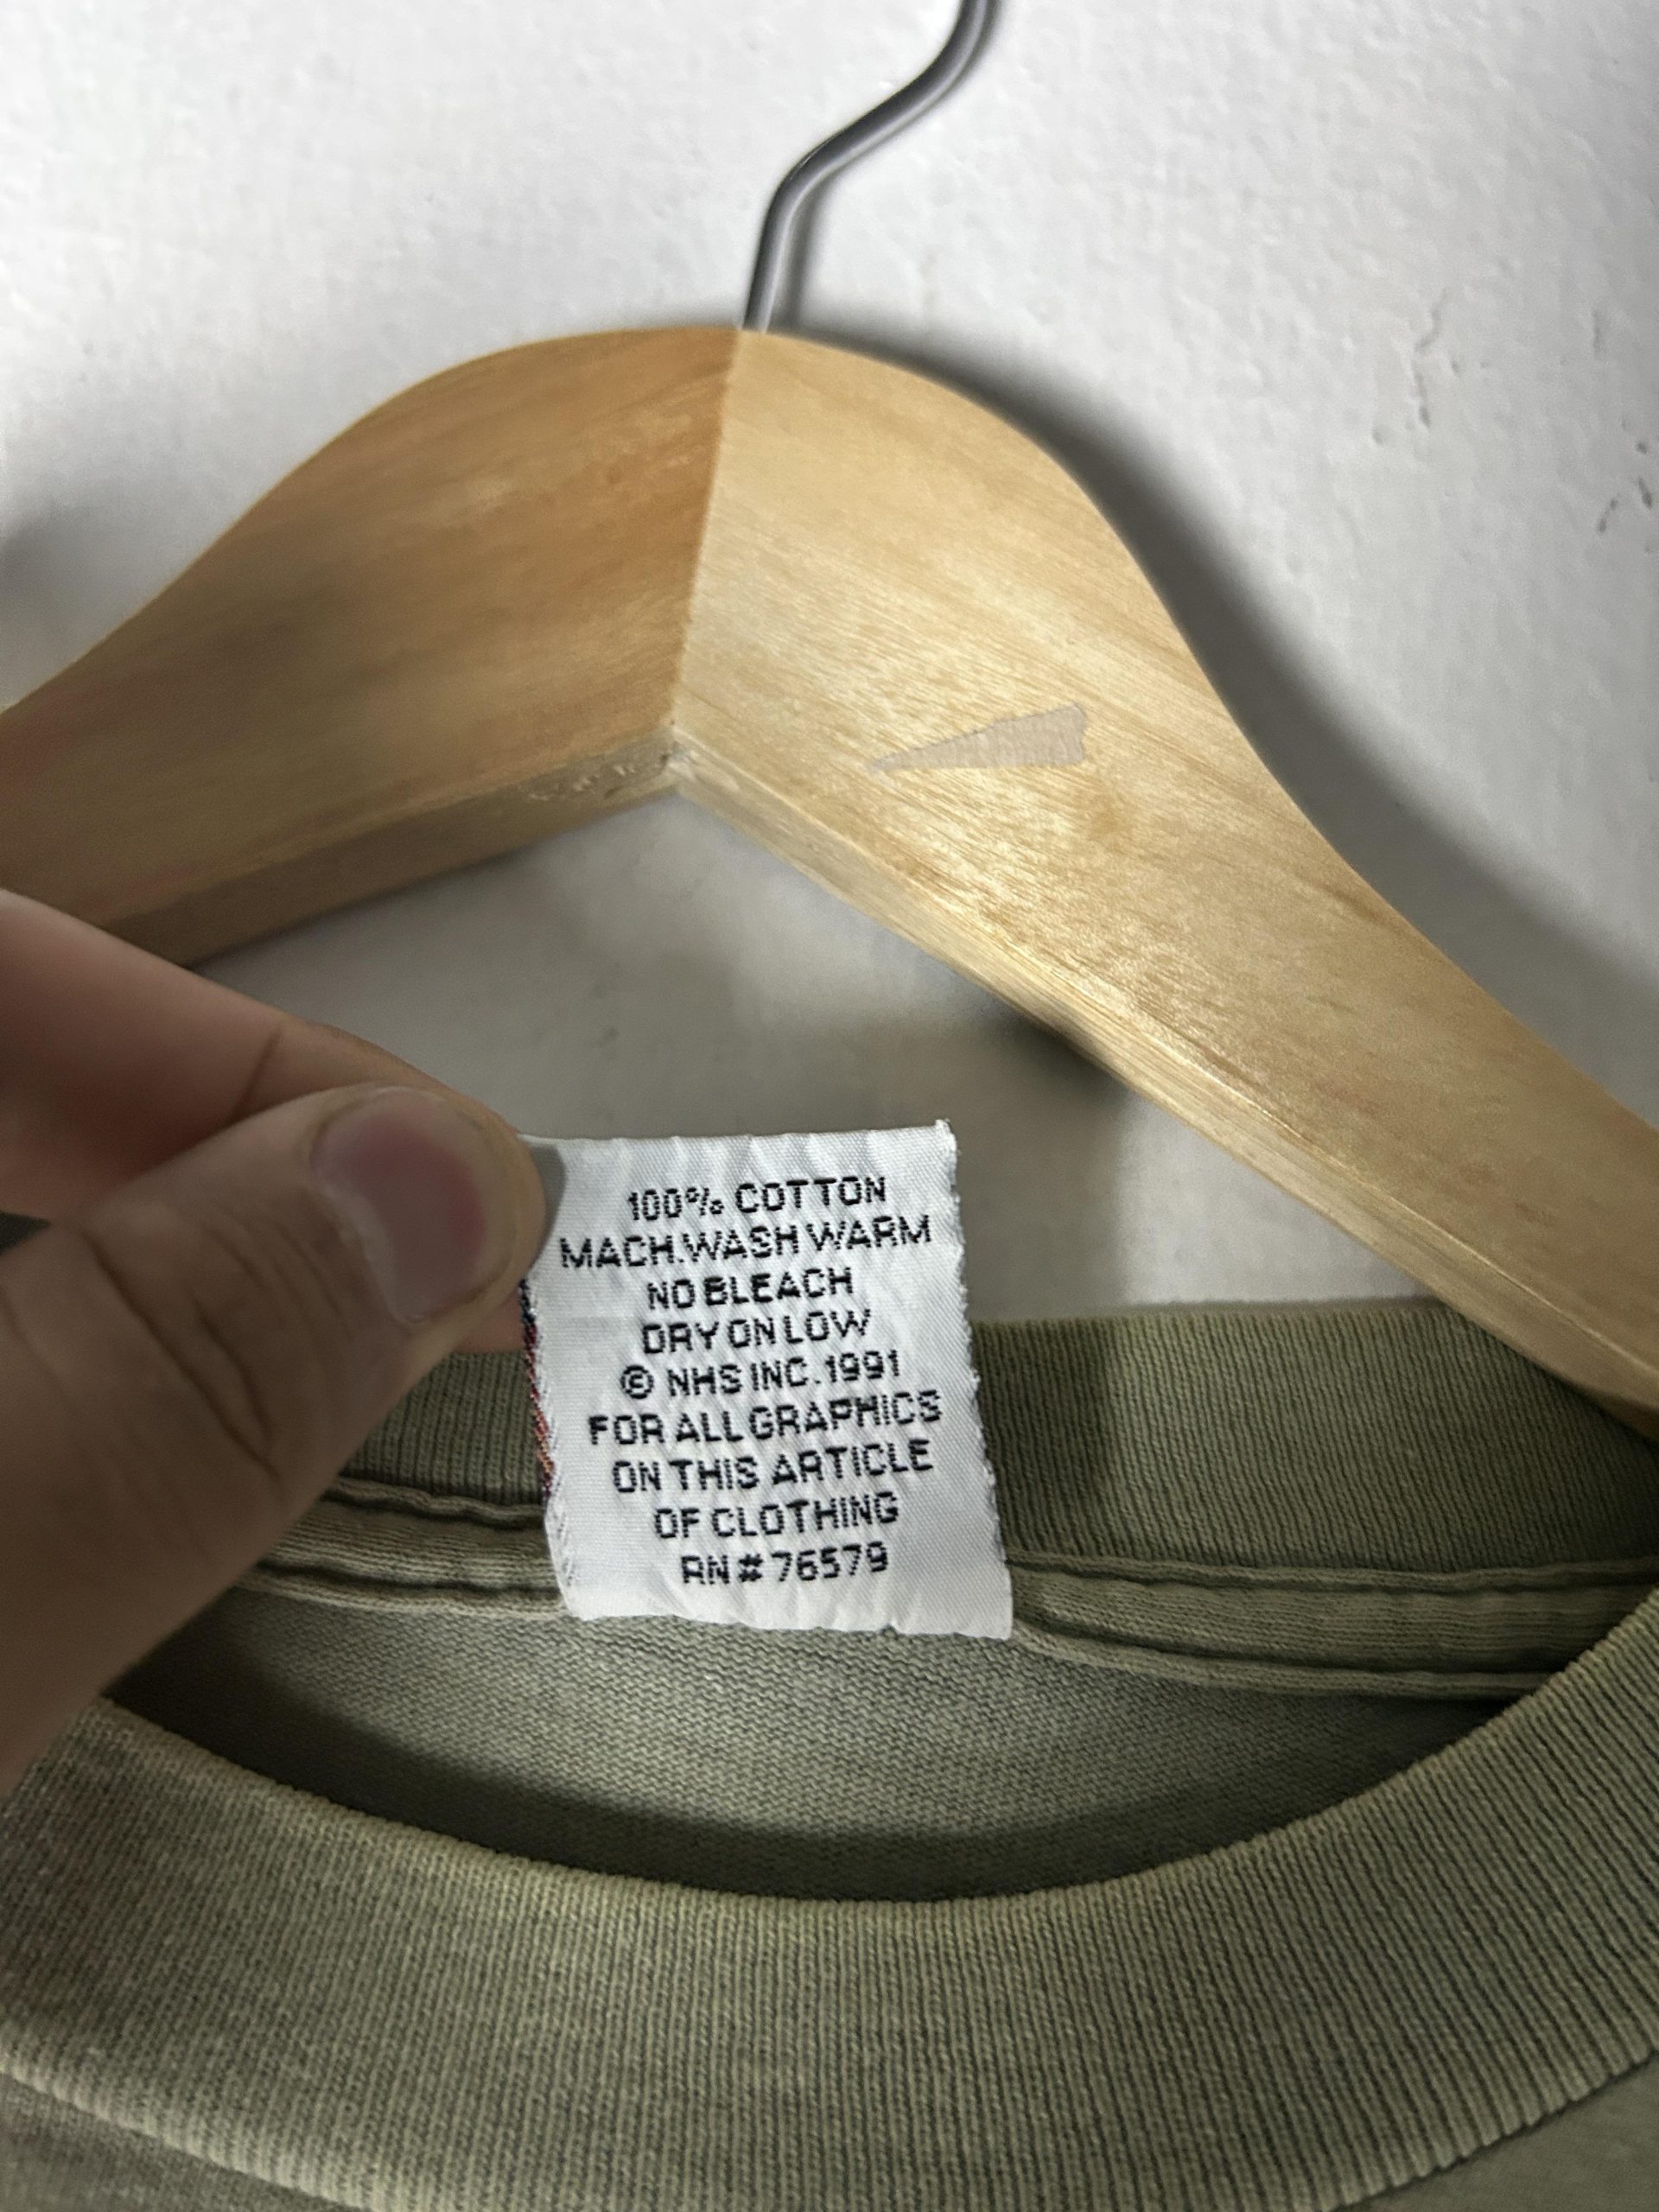 100% COTTON
MACH.WASH WARM
NO BLEACH
DRY ON LOW
© NHS INC.1991
FOR ALL GRAPHICS
ON THIS ARTICLE
OF CLOTHING
RN#76579